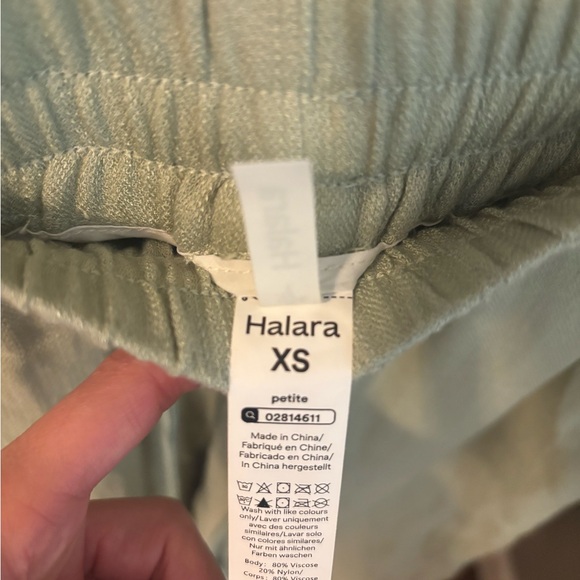 Halara
XS
petite
02814611
Made in China/
Fabriqué en Chine/
Fabricado en China/
In China hergestellt
Wash with like colours
only/Laver uniquement
avec des couleurs
similaires/Lavar solo
con colores similares/
Nur mit ähnlichen
Farben waschen
Body: 80% Viscose
20% Nylon/
Corps: 80% Viscose